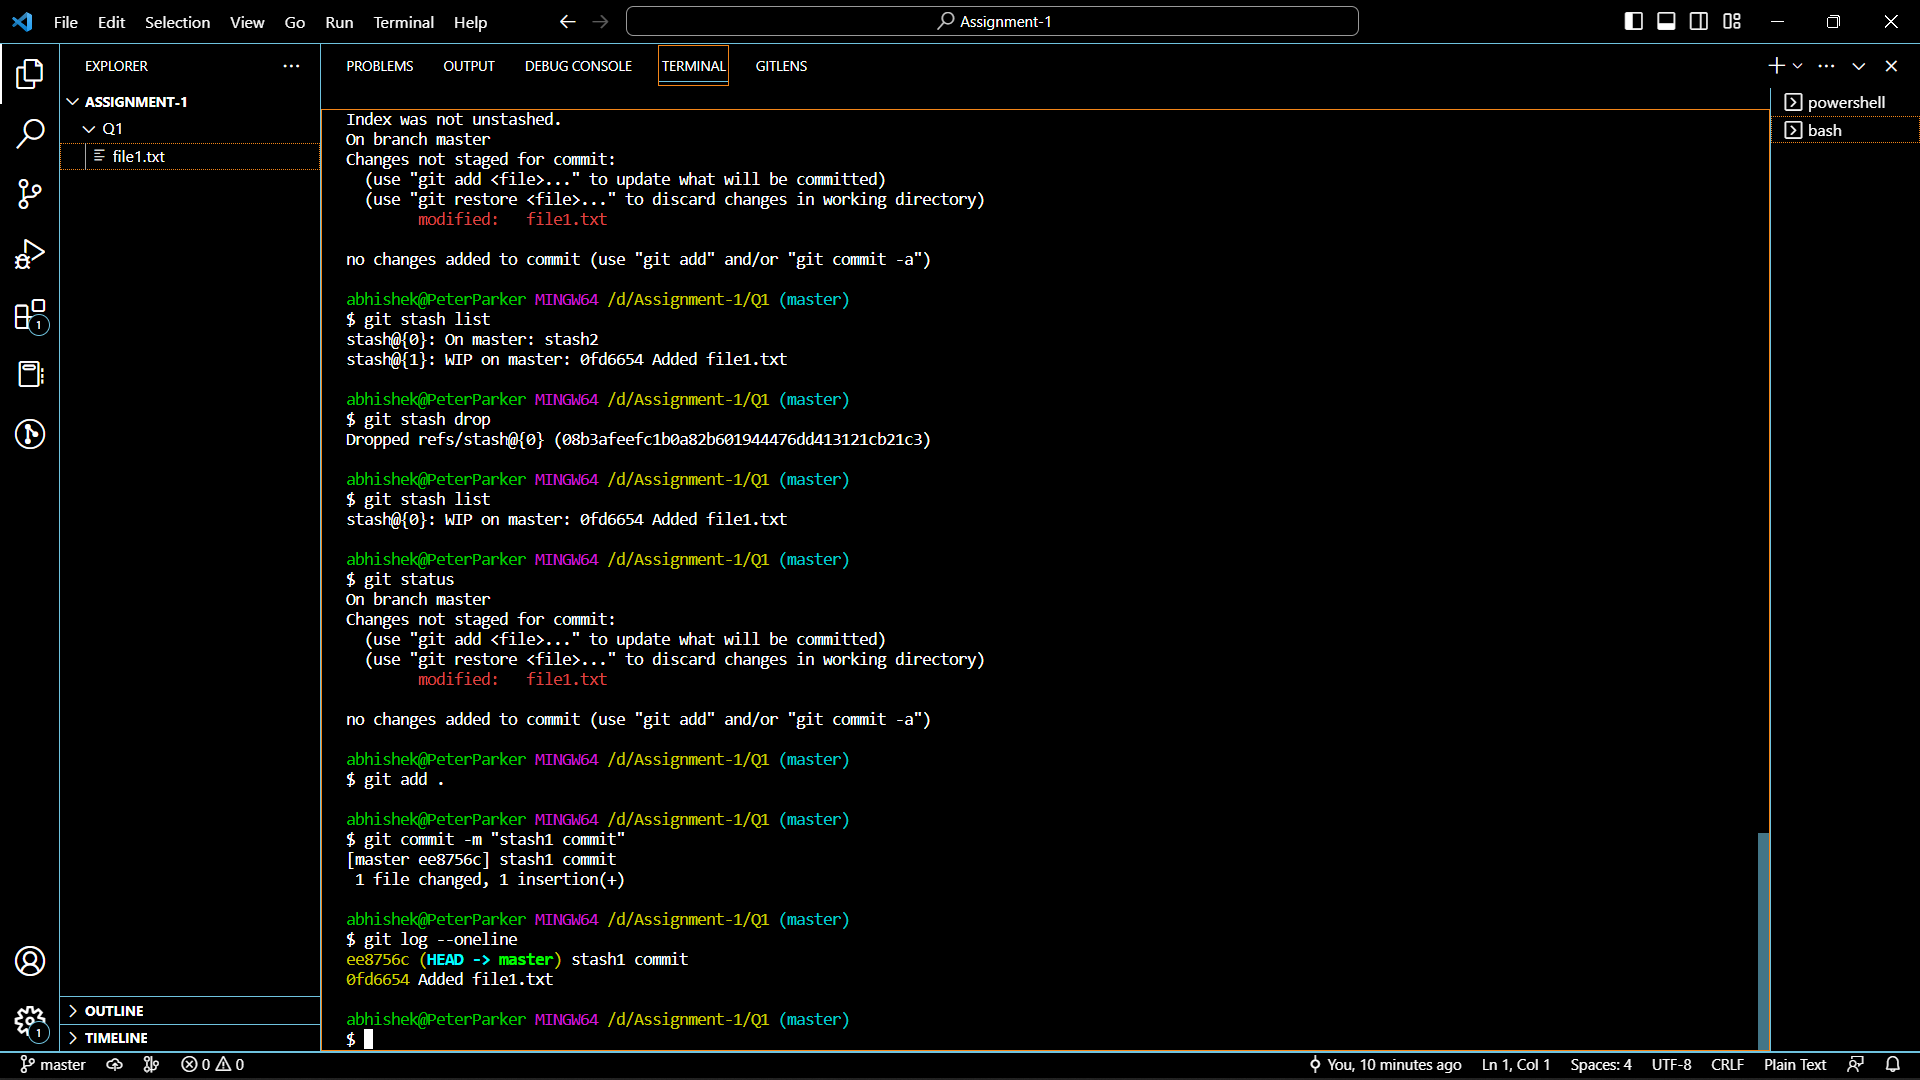 File Edit Selection View Go Run Terminal Help
Assignment-1
EXPLORER
ASSIGNMENT-1
Q1
file1.txt
OUTLINE
TIMELINE
PROBLEMS OUTPUT DEBUG CONSOLE TERMINAL GITLENS
powershell
bash
Index was not unstashed.
On branch master
Changes not staged for commit:
  (use "git add <file>..." to update what will be committed)
  (use "git restore <file>..." to discard changes in working directory)
        modified:   file1.txt

no changes added to commit (use "git add" and/or "git commit -a")

abhishek@PeterParker MINGW64 /d/Assignment-1/Q1 (master)
$ git stash list
stash@{0}: On master: stash2
stash@{1}: WIP on master: 0fd6654 Added file1.txt

abhishek@PeterParker MINGW64 /d/Assignment-1/Q1 (master)
$ git stash drop
Dropped refs/stash@{0} (08b3afeefc1b0a82b601944476dd413121cb21c3)

abhishek@PeterParker MINGW64 /d/Assignment-1/Q1 (master)
$ git stash list
stash@{0}: WIP on master: 0fd6654 Added file1.txt

abhishek@PeterParker MINGW64 /d/Assignment-1/Q1 (master)
$ git status
On branch master
Changes not staged for commit:
  (use "git add <file>..." to update what will be committed)
  (use "git restore <file>..." to discard changes in working directory)
        modified:   file1.txt

no changes added to commit (use "git add" and/or "git commit -a")

abhishek@PeterParker MINGW64 /d/Assignment-1/Q1 (master)
$ git add .

abhishek@PeterParker MINGW64 /d/Assignment-1/Q1 (master)
$ git commit -m "stash1 commit"
[master ee8756c] stash1 commit
 1 file changed, 1 insertion(+)

abhishek@PeterParker MINGW64 /d/Assignment-1/Q1 (master)
$ git log --oneline
ee8756c (HEAD -> master) stash1 commit
0fd6654 Added file1.txt

abhishek@PeterParker MINGW64 /d/Assignment-1/Q1 (master)
$
1
1
master 0 0 You, 10 minutes ago Ln 1, Col 1 Spaces: 4 UTF-8 CRLF Plain Text